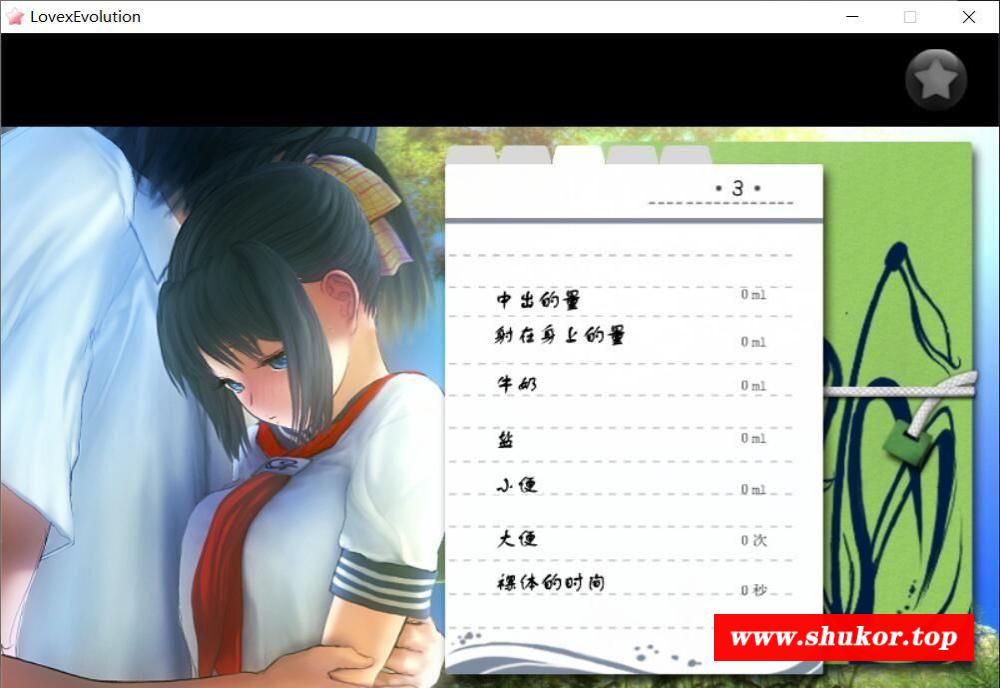 LovexEvolution
• 3 •
中出的量 0 ml
射在身上的量 0 ml
牛奶 0 ml
盐 0 ml
小便 0 ml
大便 0 次
裸体的时间 0 秒
www.shukor.top